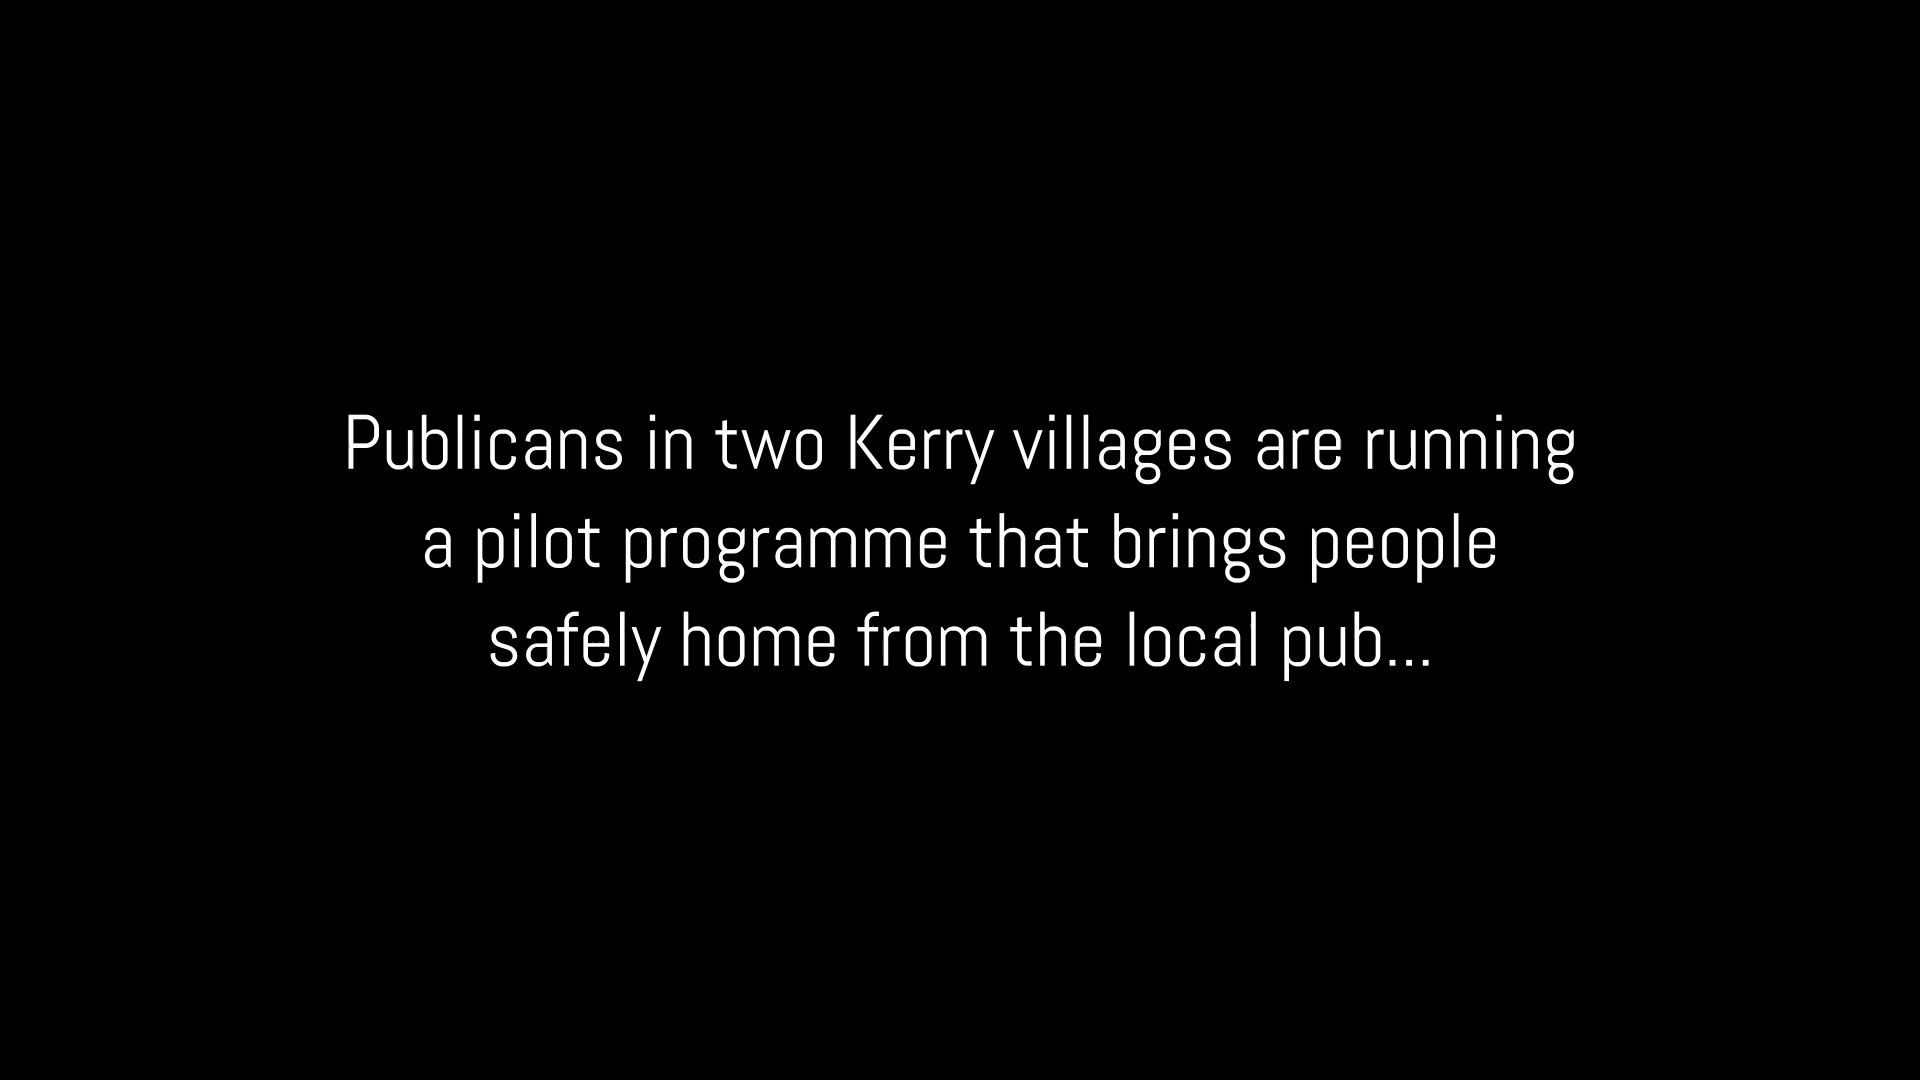 Publicans in two Kerry villages are running
a pilot programme that brings people
safely home from the local pub...